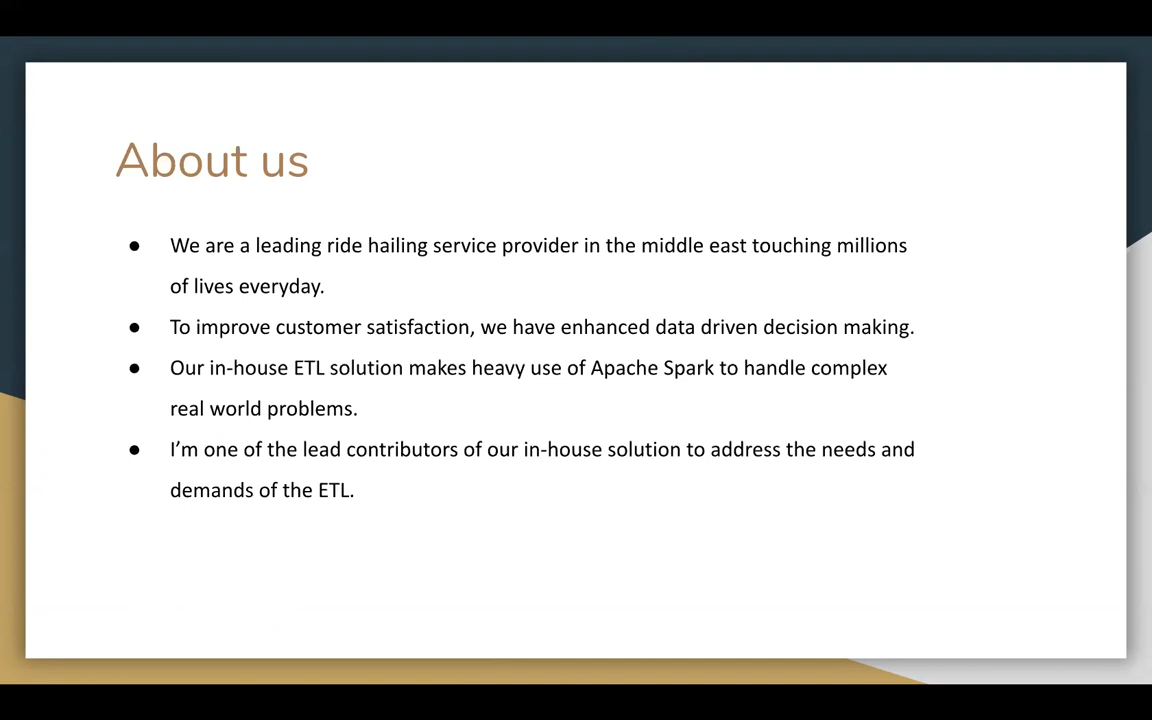 About us
● We are a leading ride hailing service provider in the middle east touching millions
of lives everyday.
● To improve customer satisfaction, we have enhanced data driven decision making.
● Our in-house ETL solution makes heavy use of Apache Spark to handle complex
real world problems.
● I’m one of the lead contributors of our in-house solution to address the needs and
demands of the ETL.